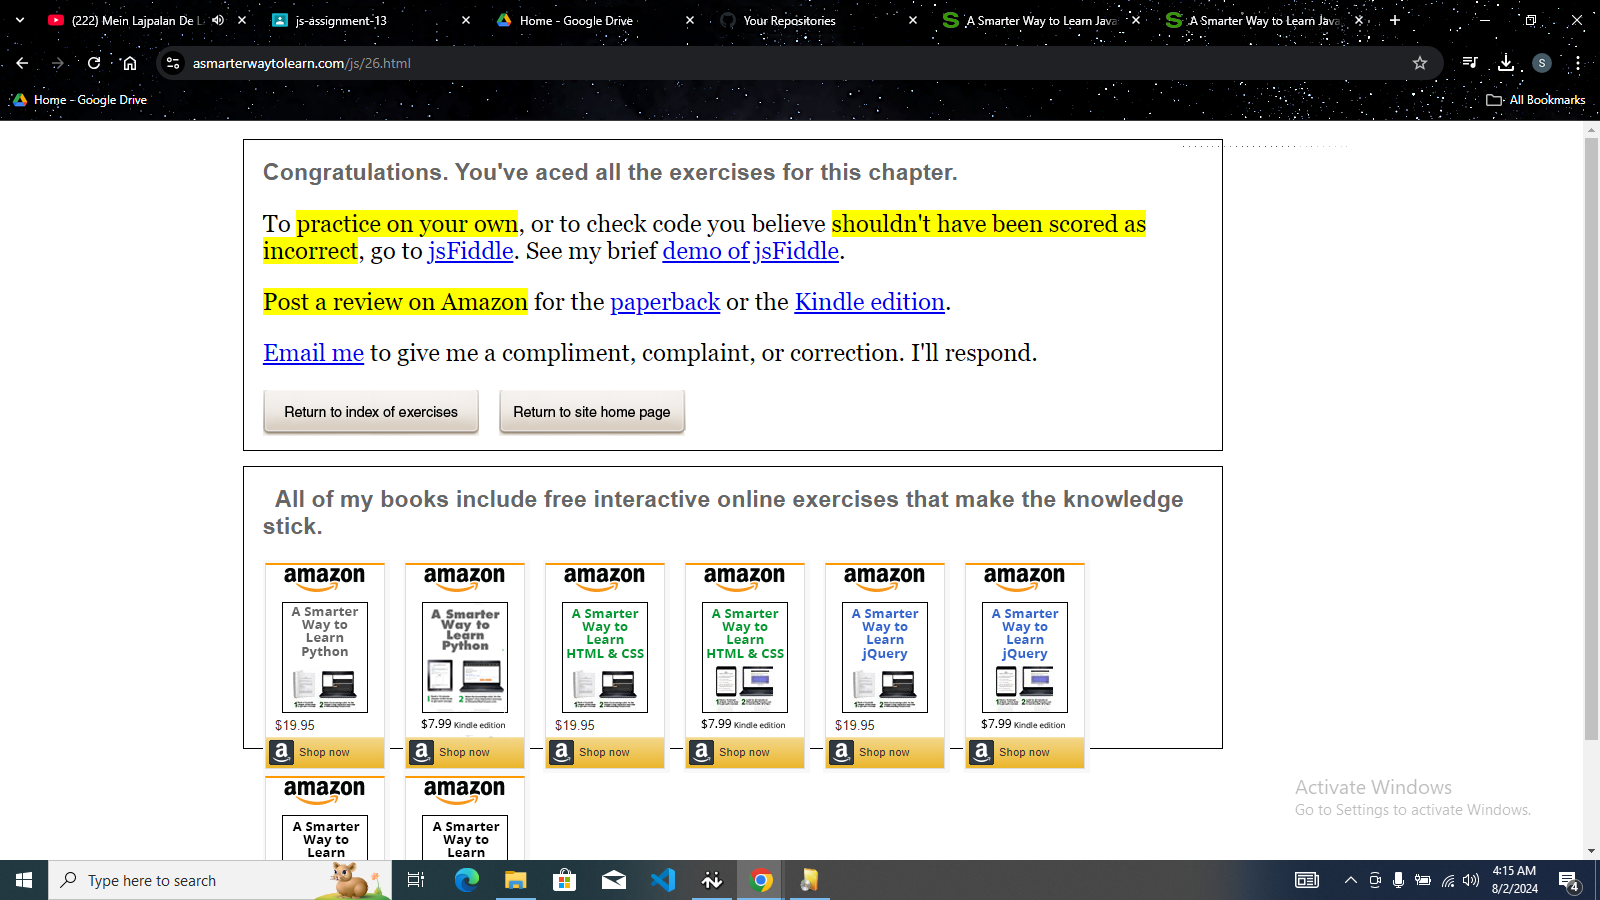 (222) Mein Lajpalan De L
js-assignment-13
Home - Google Drive
Your Repositories
A Smarter Way to Learn Java
A Smarter Way to Learn Java
asmarterwaytolearn.com/js/26.html
S
Home - Google Drive
All Bookmarks
Congratulations. You've aced all the exercises for this chapter.
To practice on your own, or to check code you believe shouldn't have been scored as
incorrect, go to jsFiddle. See my brief demo of jsFiddle.
Post a review on Amazon for the paperback or the Kindle edition.
Email me to give me a compliment, complaint, or correction. I'll respond.
Return to index of exercises
Return to site home page
All of my books include free interactive online exercises that make the knowledge
stick.
amazon
A Smarter
Way to
Learn
Python
$19.95
a Shop now
amazon
A Smarter
Way to
Learn
Python
$7.99 Kindle edition
a Shop now
amazon
A Smarter
Way to
Learn
HTML & CSS
$19.95
a Shop now
amazon
A Smarter
Way to
Learn
HTML & CSS
$7.99 Kindle edition
a Shop now
amazon
A Smarter
Way to
Learn
jQuery
$19.95
a Shop now
amazon
A Smarter
Way to
Learn
jQuery
$7.99 Kindle edition
a Shop now
amazon
A Smarter
Way to
Learn
amazon
A Smarter
Way to
Learn
Activate Windows
Go to Settings to activate Windows.
Type here to search
4:15 AM
8/2/2024
4